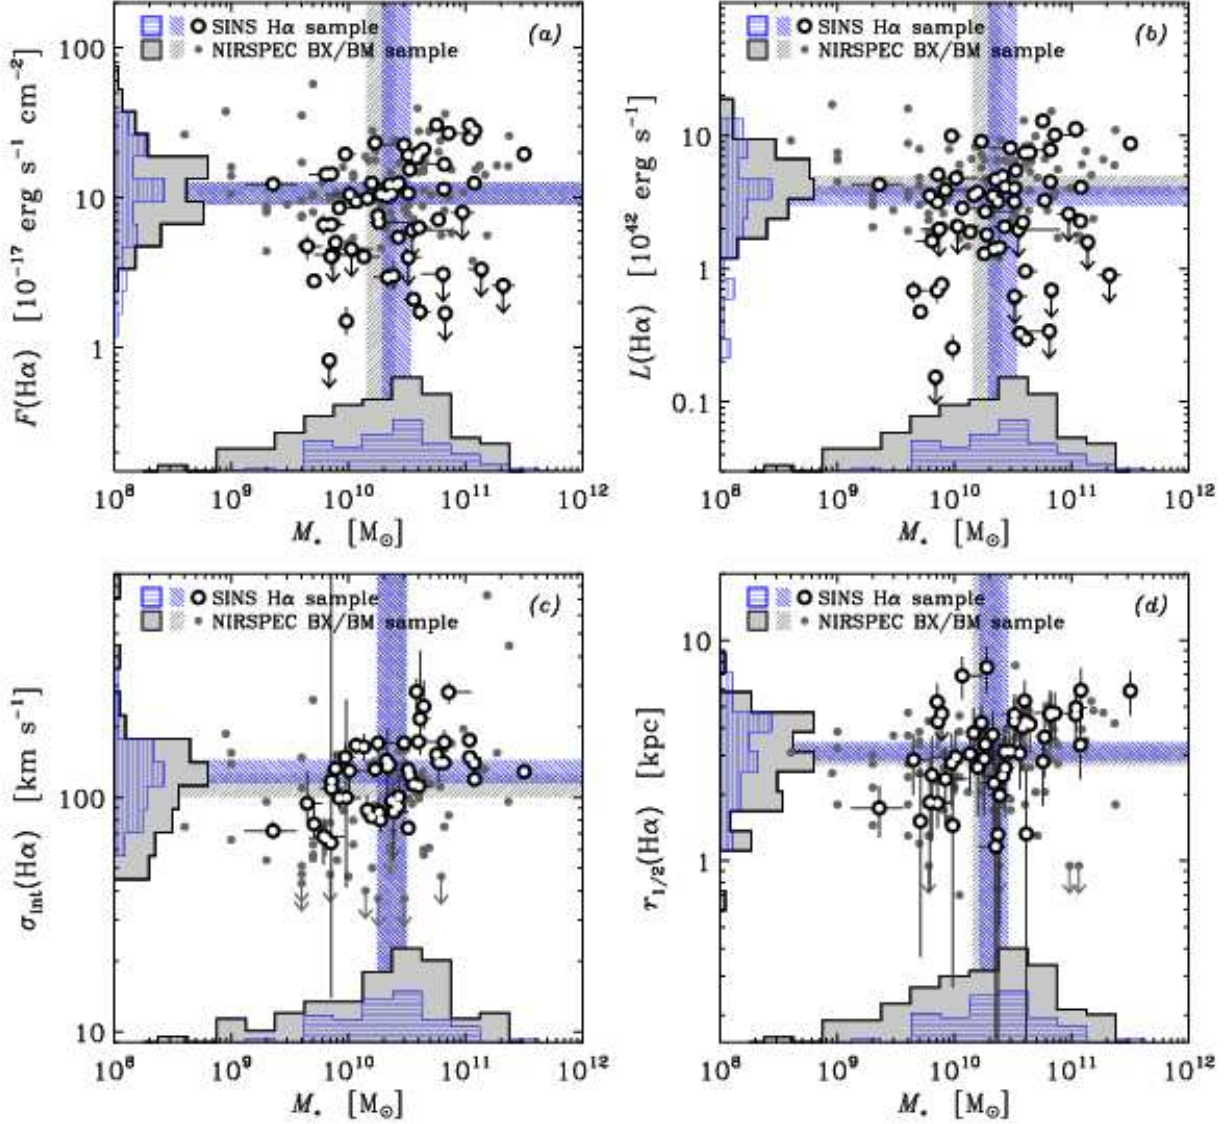 SINS Hα sample
NIRSPEC BX/BM sample
(a)
F(Hα) [10⁻¹⁷ erg s⁻¹ cm⁻²]
100
10
1
10⁸ 10⁹ 10¹⁰ 10¹¹ 10¹²
M⋆ [M☉]
SINS Hα sample
NIRSPEC BX/BM sample
(b)
L(Hα) [10⁴² erg s⁻¹]
10
1
0.1
10⁸ 10⁹ 10¹⁰ 10¹¹ 10¹²
M⋆ [M☉]
SINS Hα sample
NIRSPEC BX/BM sample
(c)
σint(Hα) [km s⁻¹]
100
10
10⁸ 10⁹ 10¹⁰ 10¹¹ 10¹²
M⋆ [M☉]
SINS Hα sample
NIRSPEC BX/BM sample
(d)
r1/2(Hα) [kpc]
10
1
10⁸ 10⁹ 10¹⁰ 10¹¹ 10¹²
M⋆ [M☉]